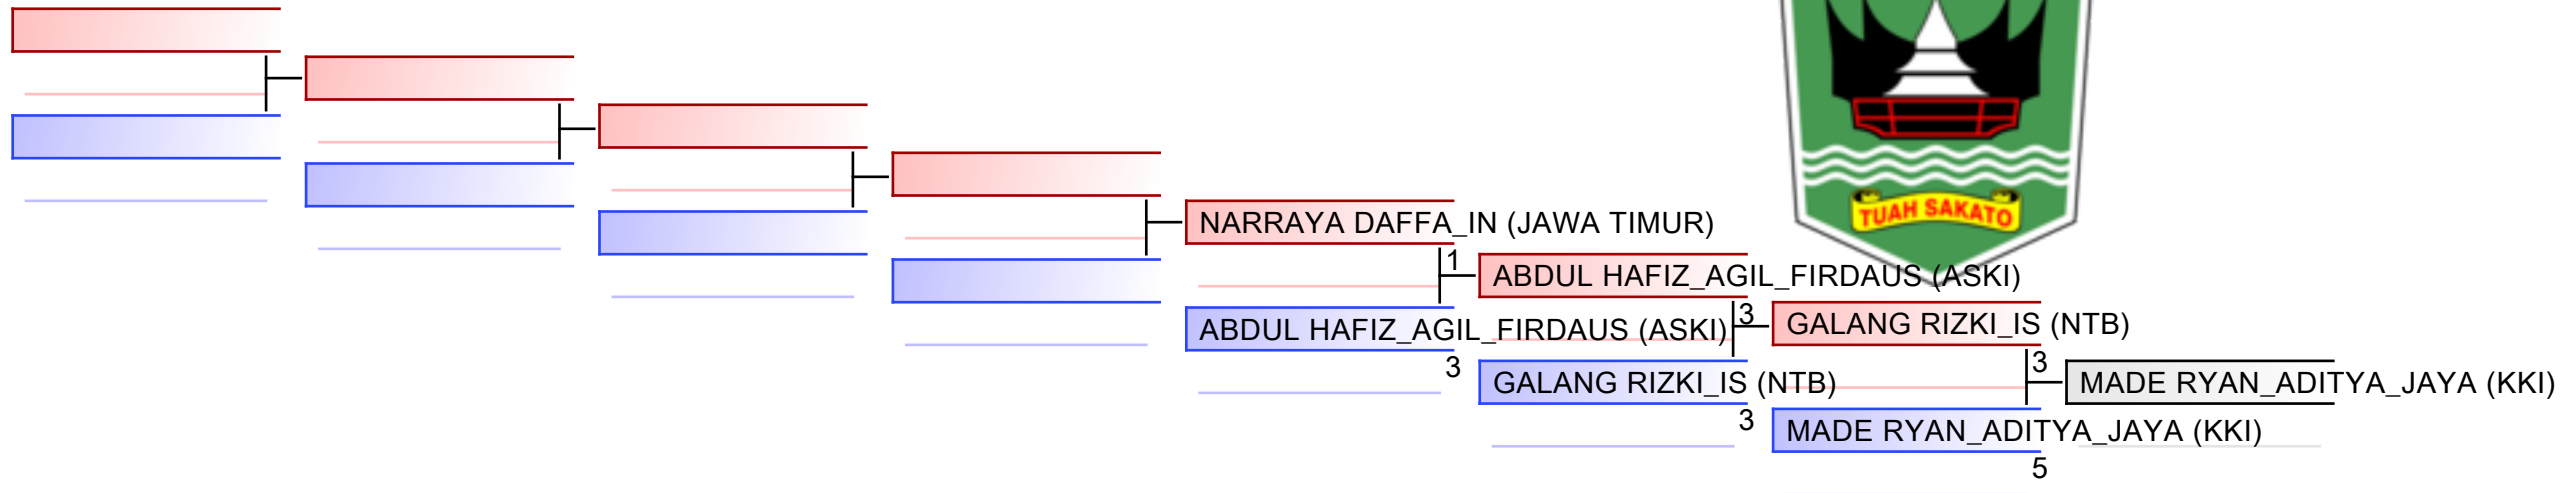 TUAH SAKATO
NARRAYA DAFFA_IN (JAWA TIMUR)
1
ABDUL HAFIZ_AGIL_FIRDAUS (ASKI)
ABDUL HAFIZ_AGIL_FIRDAUS (ASKI)
3
3
GALANG RIZKI_IS (NTB)
GALANG RIZKI_IS (NTB)
3
3
MADE RYAN_ADITYA_JAYA (KKI)
MADE RYAN_ADITYA_JAYA (KKI)
5